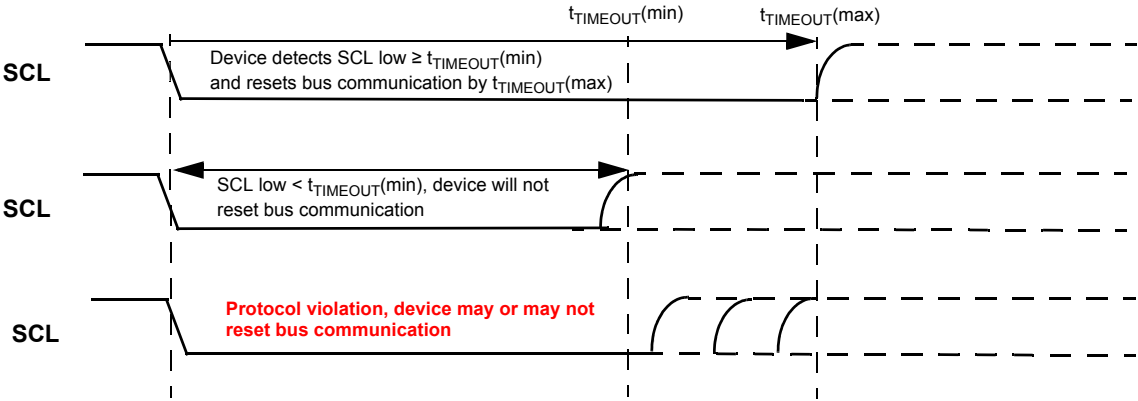 tTIMEOUT(min)
tTIMEOUT(max)
SCL
Device detects SCL low ≥ tTIMEOUT(min)
and resets bus communication by tTIMEOUT(max)
SCL
SCL low < tTIMEOUT(min), device will not
reset bus communication
SCL
Protocol violation, device may or may not
reset bus communication